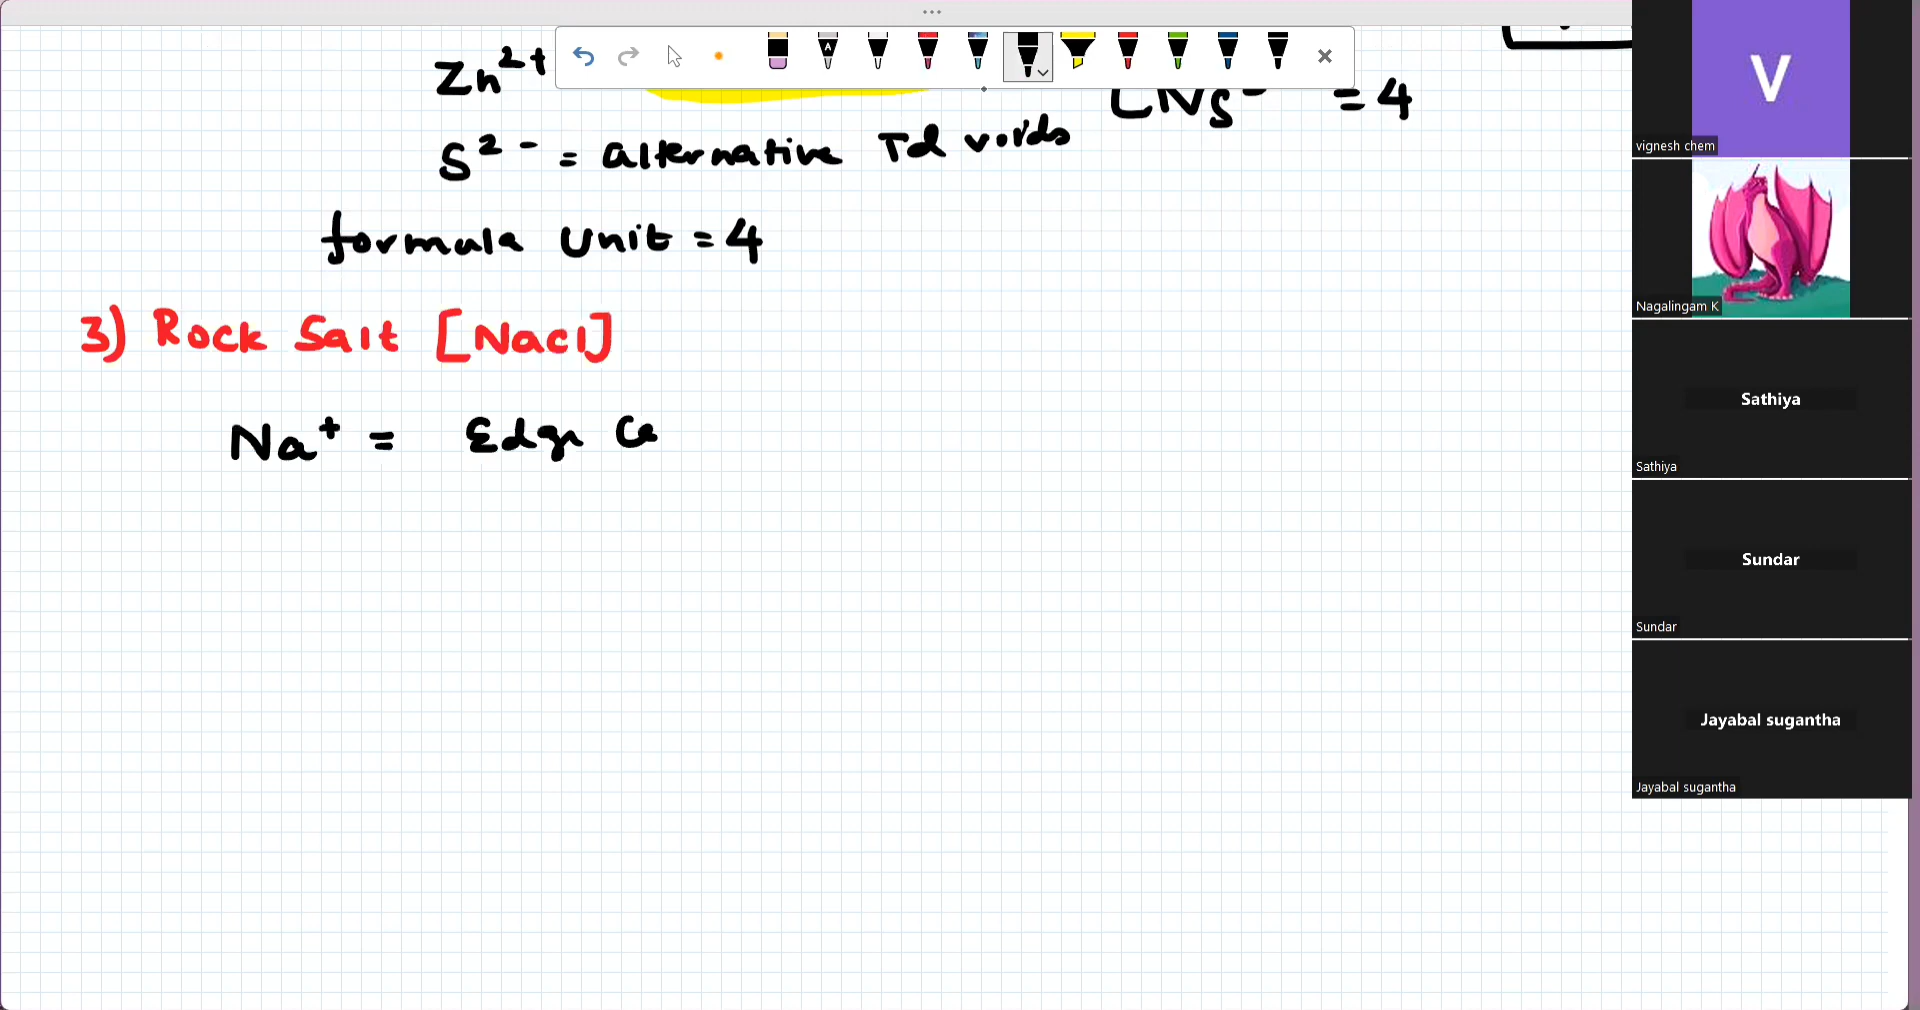 Zn2+
CNS2- = 4
S2- = alternative Td voids
formula unit = 4
3) Rock Salt [NaCl]
Na+ = Edge Ce
A
V
vignesh chem
Nagalingam K
Sathiya
Sathiya
Sundar
Sundar
Jayabal sugantha
Jayabal sugantha